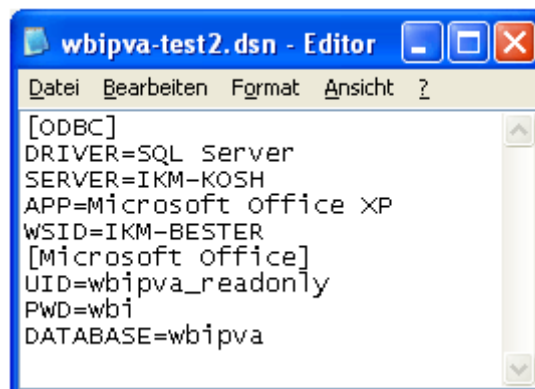 wbipva-test2.dsn - Editor
Datei Bearbeiten Format Ansicht ?
[ODBC]
DRIVER=SQL Server
SERVER=IKM-KOSH
APP=Microsoft Office XP
WSID=IKM-BESTER
[Microsoft Office]
UID=wbipva_readonly
PWD=wbi
DATABASE=wbipva